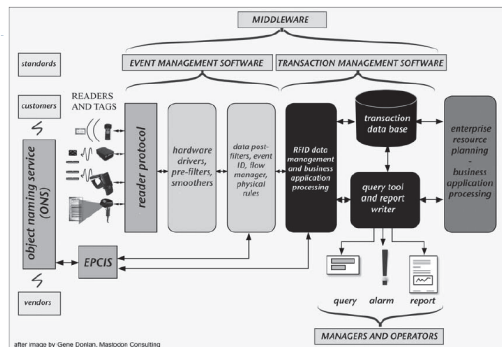 MIDDLEWARE
standards
EVENT MANAGEMENT SOFTWARE
TRANSACTION MANAGEMENT SOFTWARE
customers
READERS
AND TAGS
object naming service
(ONS)
vendors
reader protocol
hardware
drivers,
pre-filters,
smoothers
data post-
filters, event
ID, flow
manager,
physical
rules
RFID data
management
and business
application
processing
transaction
data base
query tool
and report
writer
enterprise
resource
planning
-
business
application
processing
EPCIS
query
alarm
report
MANAGERS AND OPERATORS
after image by Gene Donlan, Mastodon Consulting